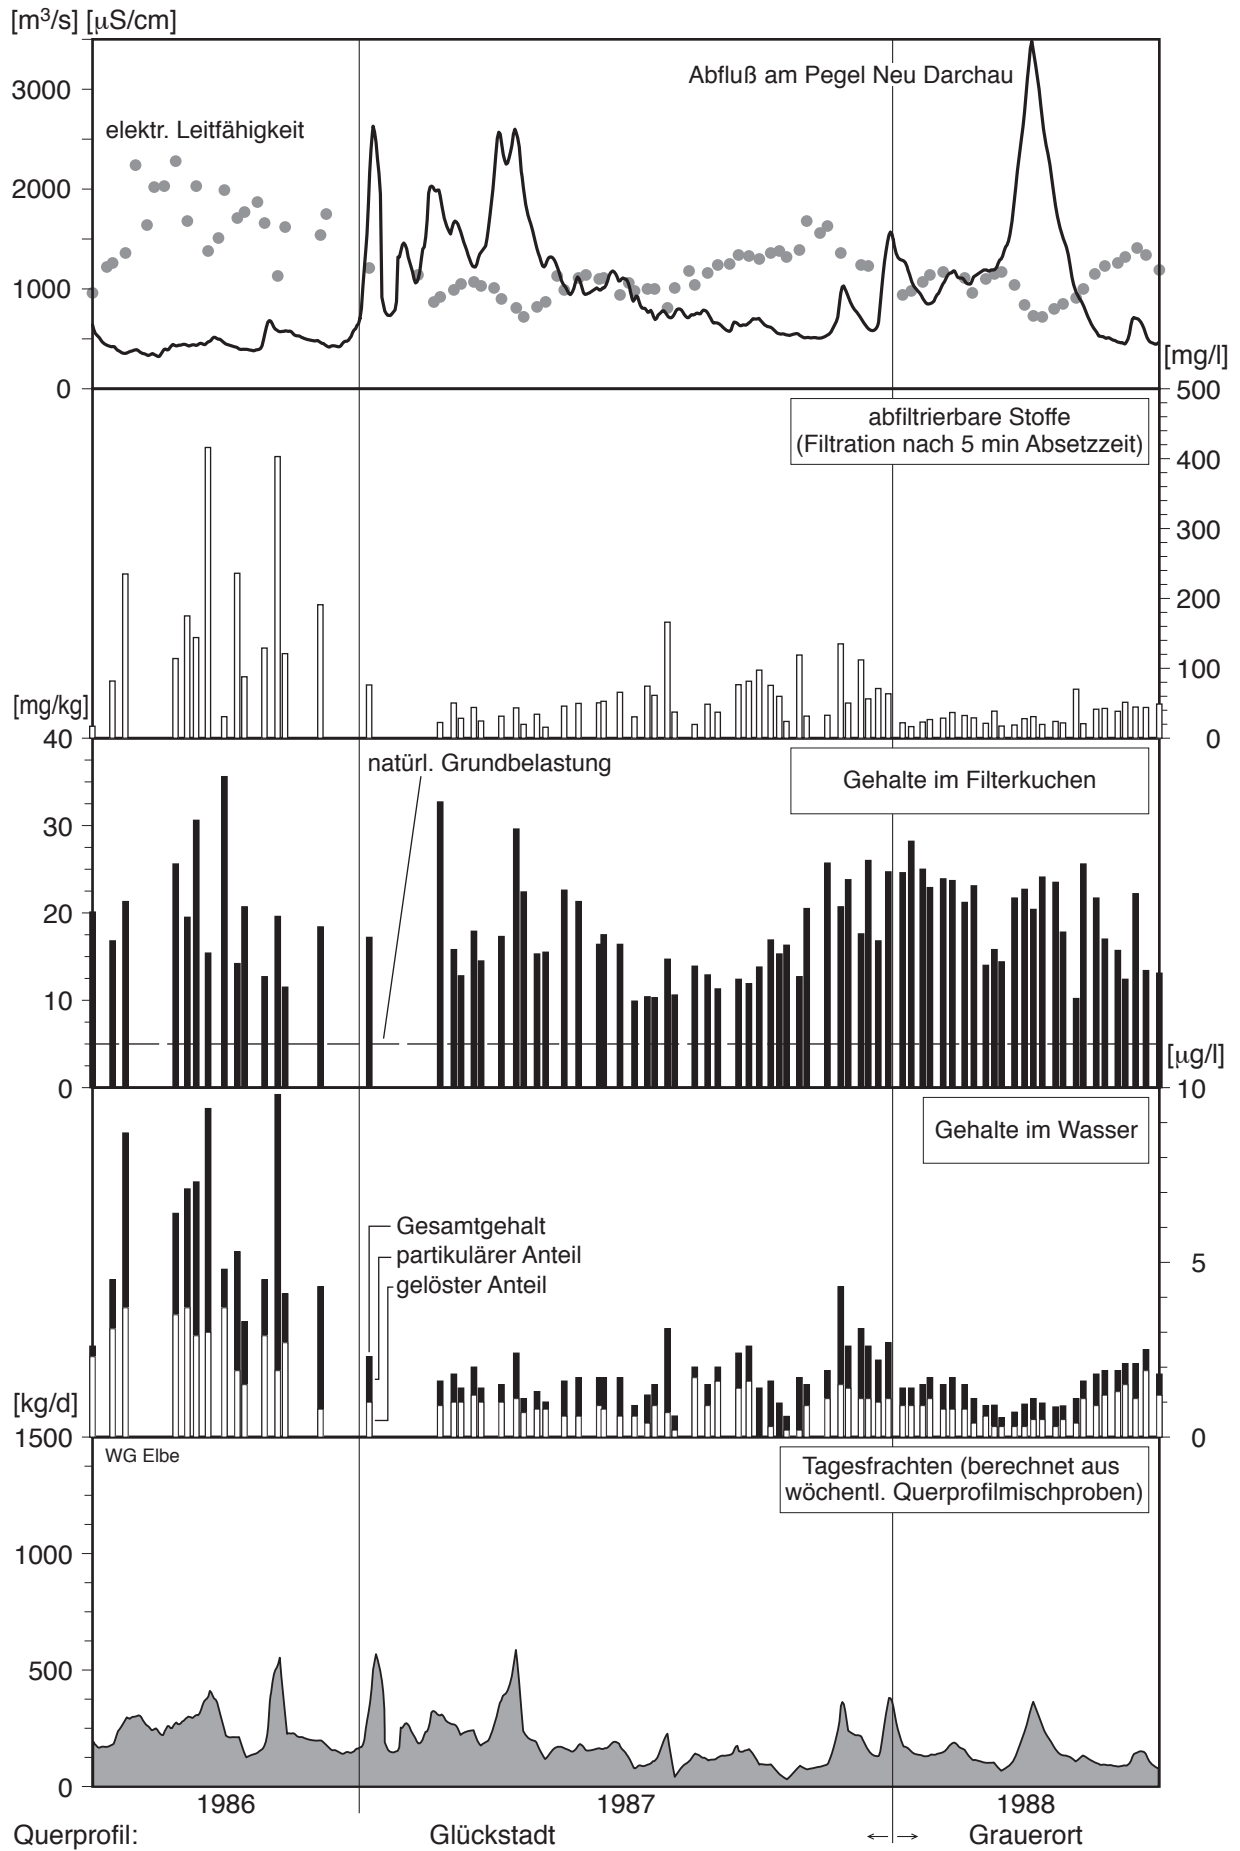 [m³/s] [µS/cm]
Abfluß am Pegel Neu Darchau
3000
elektr. Leitfähigkeit
2000
1000
[mg/l]
0
500
abfiltrierbare Stoffe
(Filtration nach 5 min Absetzzeit)
400
300
200
100
[mg/kg]
0
40
natürl. Grundbelastung
Gehalte im Filterkuchen
30
20
10
[µg/l]
0
10
Gehalte im Wasser
Gesamtgehalt
partikulärer Anteil
gelöster Anteil
5
[kg/d]
0
1500
WG Elbe
Tagesfrachten (berechnet aus
wöchentl. Querprofilmischproben)
1000
500
0
1986 1987 1988
Querprofil: Glückstadt ← → Grauerort